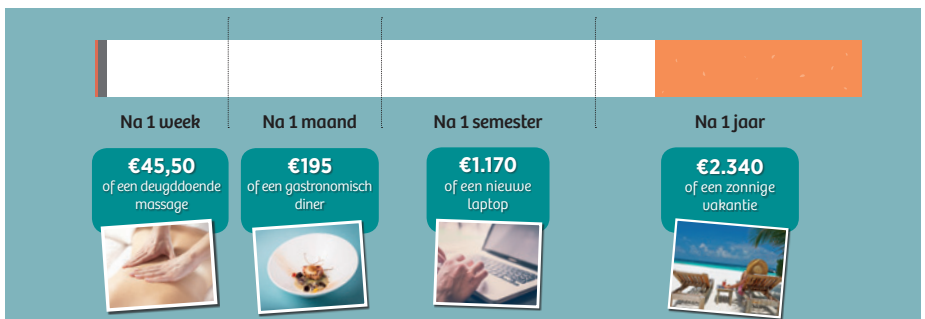 Na 1 week
€45,50
of een deugddoende
massage
Na 1 maand
€195
of een gastronomisch
diner
Na 1 semester
€1.170
of een nieuwe
laptop
Na 1 jaar
€2.340
of een zonnige
vakantie